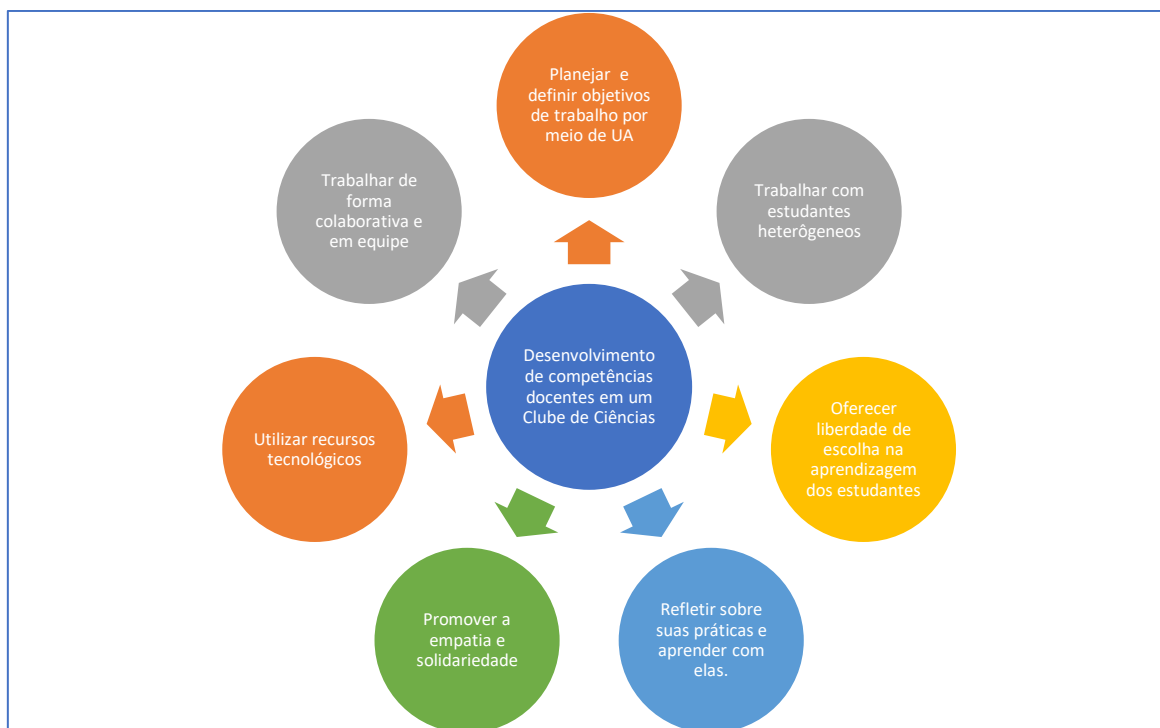 Planejar e
definir objetivos
de trabalho por
meio de UA
Trabalhar com
estudantes
heterôgeneos
Oferecer
liberdade de
escolha na
aprendizagem
dos estudantes
Refletir sobre
suas práticas e
aprender com
elas.
Promover a
empatia e
solidariedade
Utilizar recursos
tecnológicos
Trabalhar de
forma
colaborativa e
em equipe
Desenvolvimento
de competências
docentes em um
Clube de Ciências